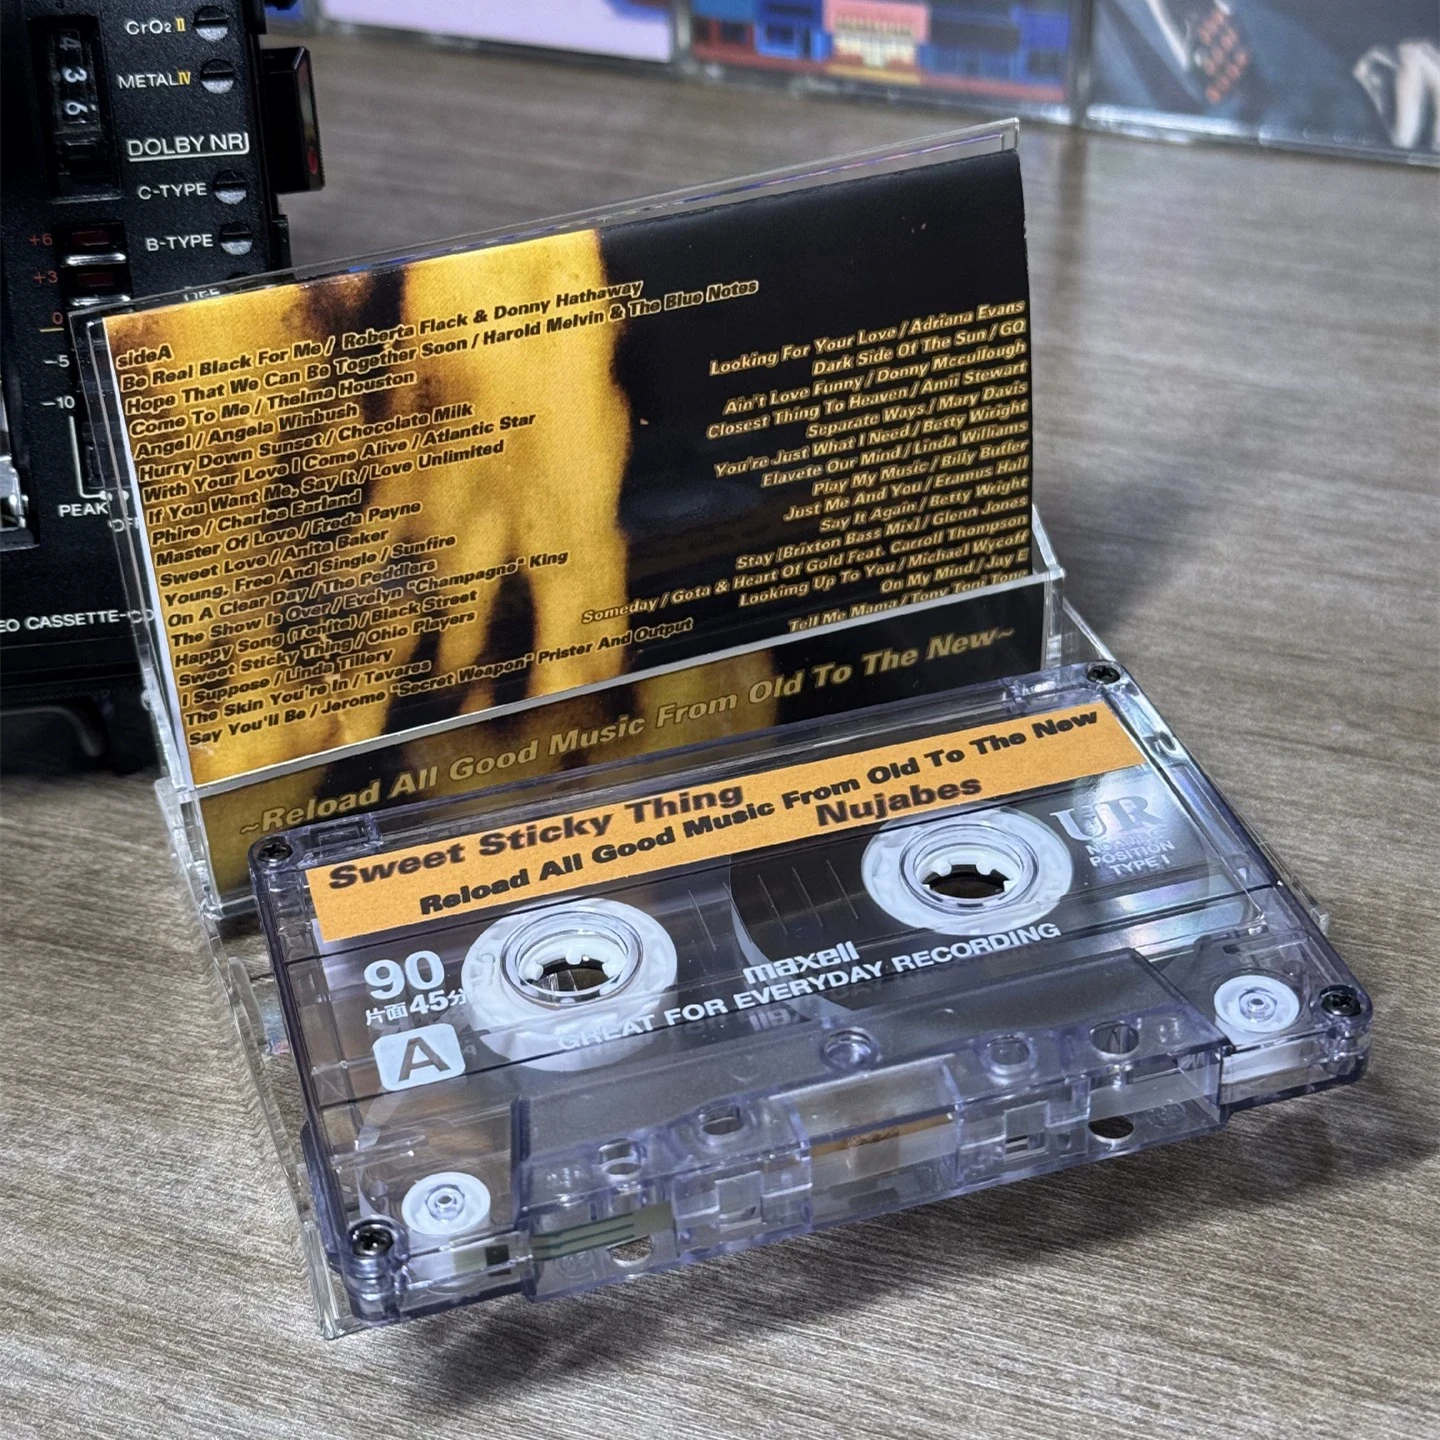 CrO2 II
METAL IV
DOLBY NR
C-TYPE
B-TYPE
OFF
4
3
6
+6
+3
0
-5
-10
PEAK
EO CASSETTE-CO
sideA
Be Real Black For Me / Roberta Flack & Donny Hathaway
Hope That We Can Be Together Soon / Harold Melvin & The Blue Notes
Come To Me / Thelma Houston
Angel / Angela Winbush
Hurry Down Sunset / Chocolate Milk
With Your Love I Come Alive / Atlantic Star
If You Want Me, Say It / Love Unlimited
Phire / Charles Earland
Master Of Love / Freda Payne
Sweet Love / Anita Baker
Young, Free And Single / Sunfire
On A Clear Day / The Peddlers
The Show Is Over / Evelyn "Champagne" King
Happy Song (Tonite) / Black Street
Sweet Sticky Thing / Ohio Players
I Suppose / Linda Tillery
The Skin You're In / Tavares
Say You'll Be / Jerome "Secret Weapon" Prister And Output
Looking For Your Love / Adriana Evans
Dark Side Of The Sun / GQ
Ain't Love Funny / Donny Mccullough
Closest Thing To Heaven / Amii Stewart
Separate Ways / Mary Davis
You're Just What I Need / Betty Wright
Elavete Our Mind / Linda Williams
Play My Music / Billy Butler
Just Me And You / Eramus Hall
Say It Again / Betty Wright
Stay [Brixton Bass Mix] / Glenn Jones
Someday / Gota & Heart Of Gold Feat. Carroll Thompson
Looking Up To You / Michael Wycoff
On My Mind / Jay E
Tell Me Mama / Tony Toni Tone
~Reload All Good Music From Old To The New~
Sweet Sticky Thing
Reload All Good Music From Old To The New
Nujabes
UR
NORMAL
POSITION
TYPE I
90
片面45分
A
maxell
GREAT FOR EVERYDAY RECORDING